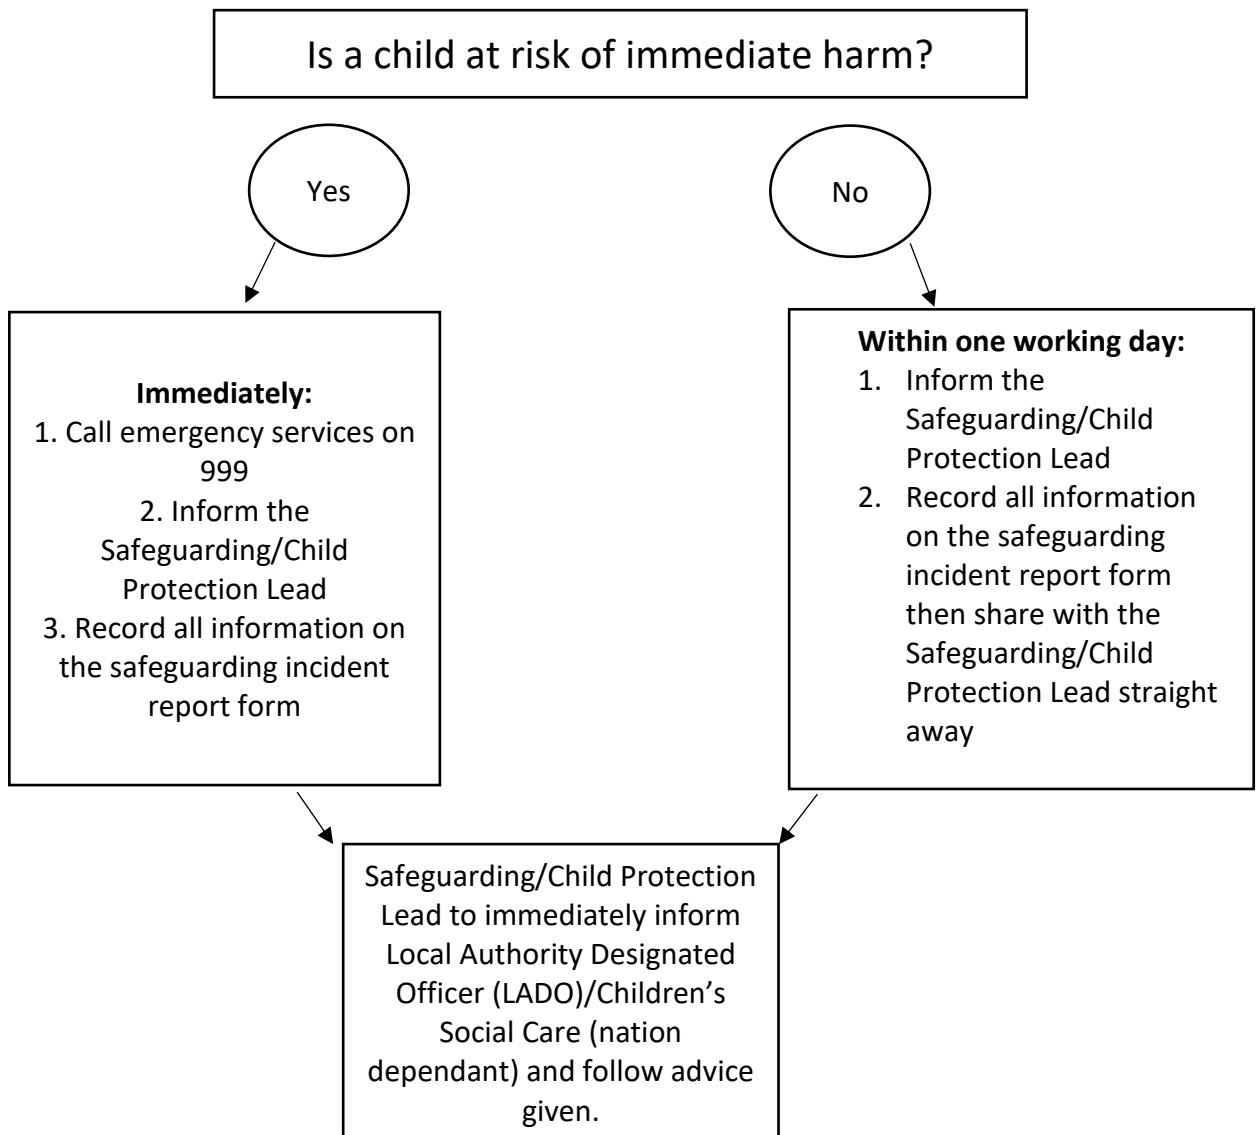 Is a child at risk of immediate harm?
Yes
No
Immediately:
1. Call emergency services on
999
2. Inform the
Safeguarding/Child
Protection Lead
3. Record all information on
the safeguarding incident
report form
Within one working day:
1. Inform the
Safeguarding/Child
Protection Lead
2. Record all information
on the safeguarding
incident report form
then share with the
Safeguarding/Child
Protection Lead straight
away
Safeguarding/Child Protection
Lead to immediately inform
Local Authority Designated
Officer (LADO)/Children’s
Social Care (nation
dependant) and follow advice
given.